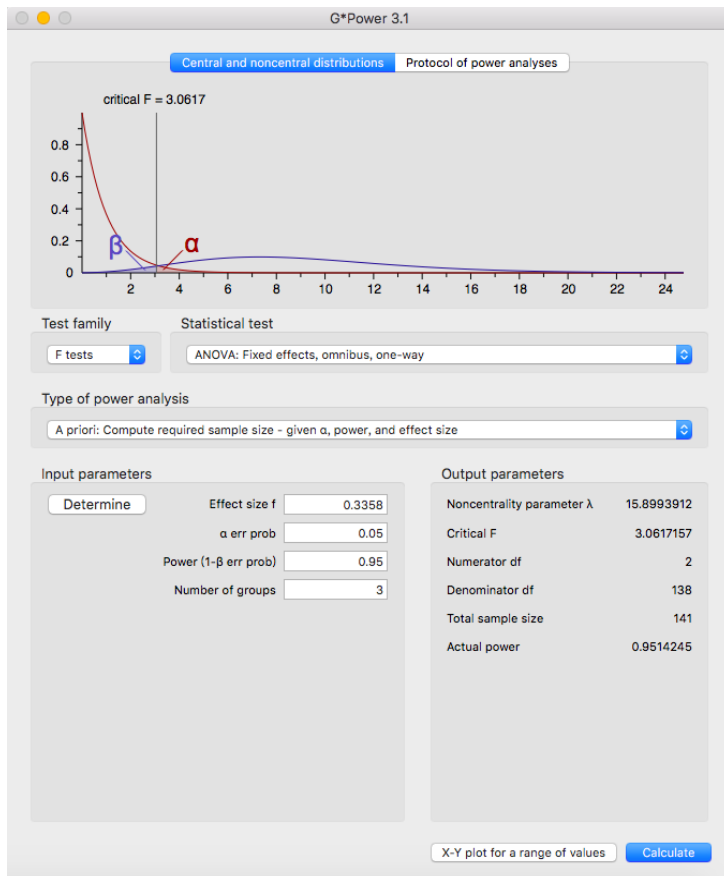 G*Power 3.1
Central and noncentral distributions Protocol of power analyses
critical F = 3.0617
0.8
0.6
0.4
0.2
0
β α
2 4 6 8 10 12 14 16 18 20 22 24
Test family Statistical test
F tests ANOVA: Fixed effects, omnibus, one-way
Type of power analysis
A priori: Compute required sample size - given α, power, and effect size
Input parameters
Determine Effect size f 0.3358
α err prob 0.05
Power (1-β err prob) 0.95
Number of groups 3
Output parameters
Noncentrality parameter λ 15.8993912
Critical F 3.0617157
Numerator df 2
Denominator df 138
Total sample size 141
Actual power 0.9514245
X-Y plot for a range of values Calculate